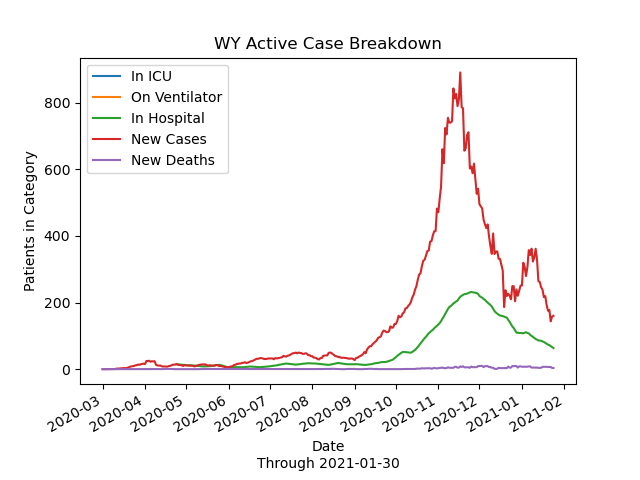 WY Active Case Breakdown
In ICU
On Ventilator
In Hospital
New Cases
New Deaths
Patients in Category
800
600
400
200
0
2020-03
2020-04
2020-05
2020-06
2020-07
2020-08
2020-09
2020-10
2020-11
2020-12
2021-01
2021-02
Date
Through 2021-01-30